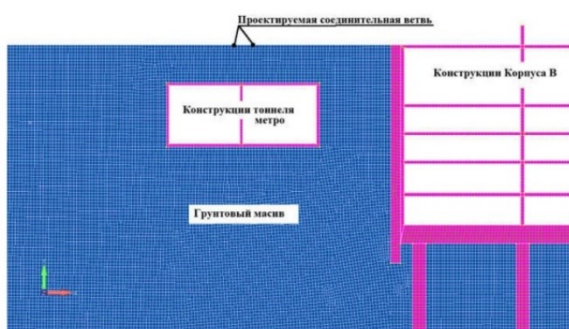 Проектируемая соединительная ветвь
Конструкции Корпуса В
Конструкции тоннеля
метро
Грунтовый масив